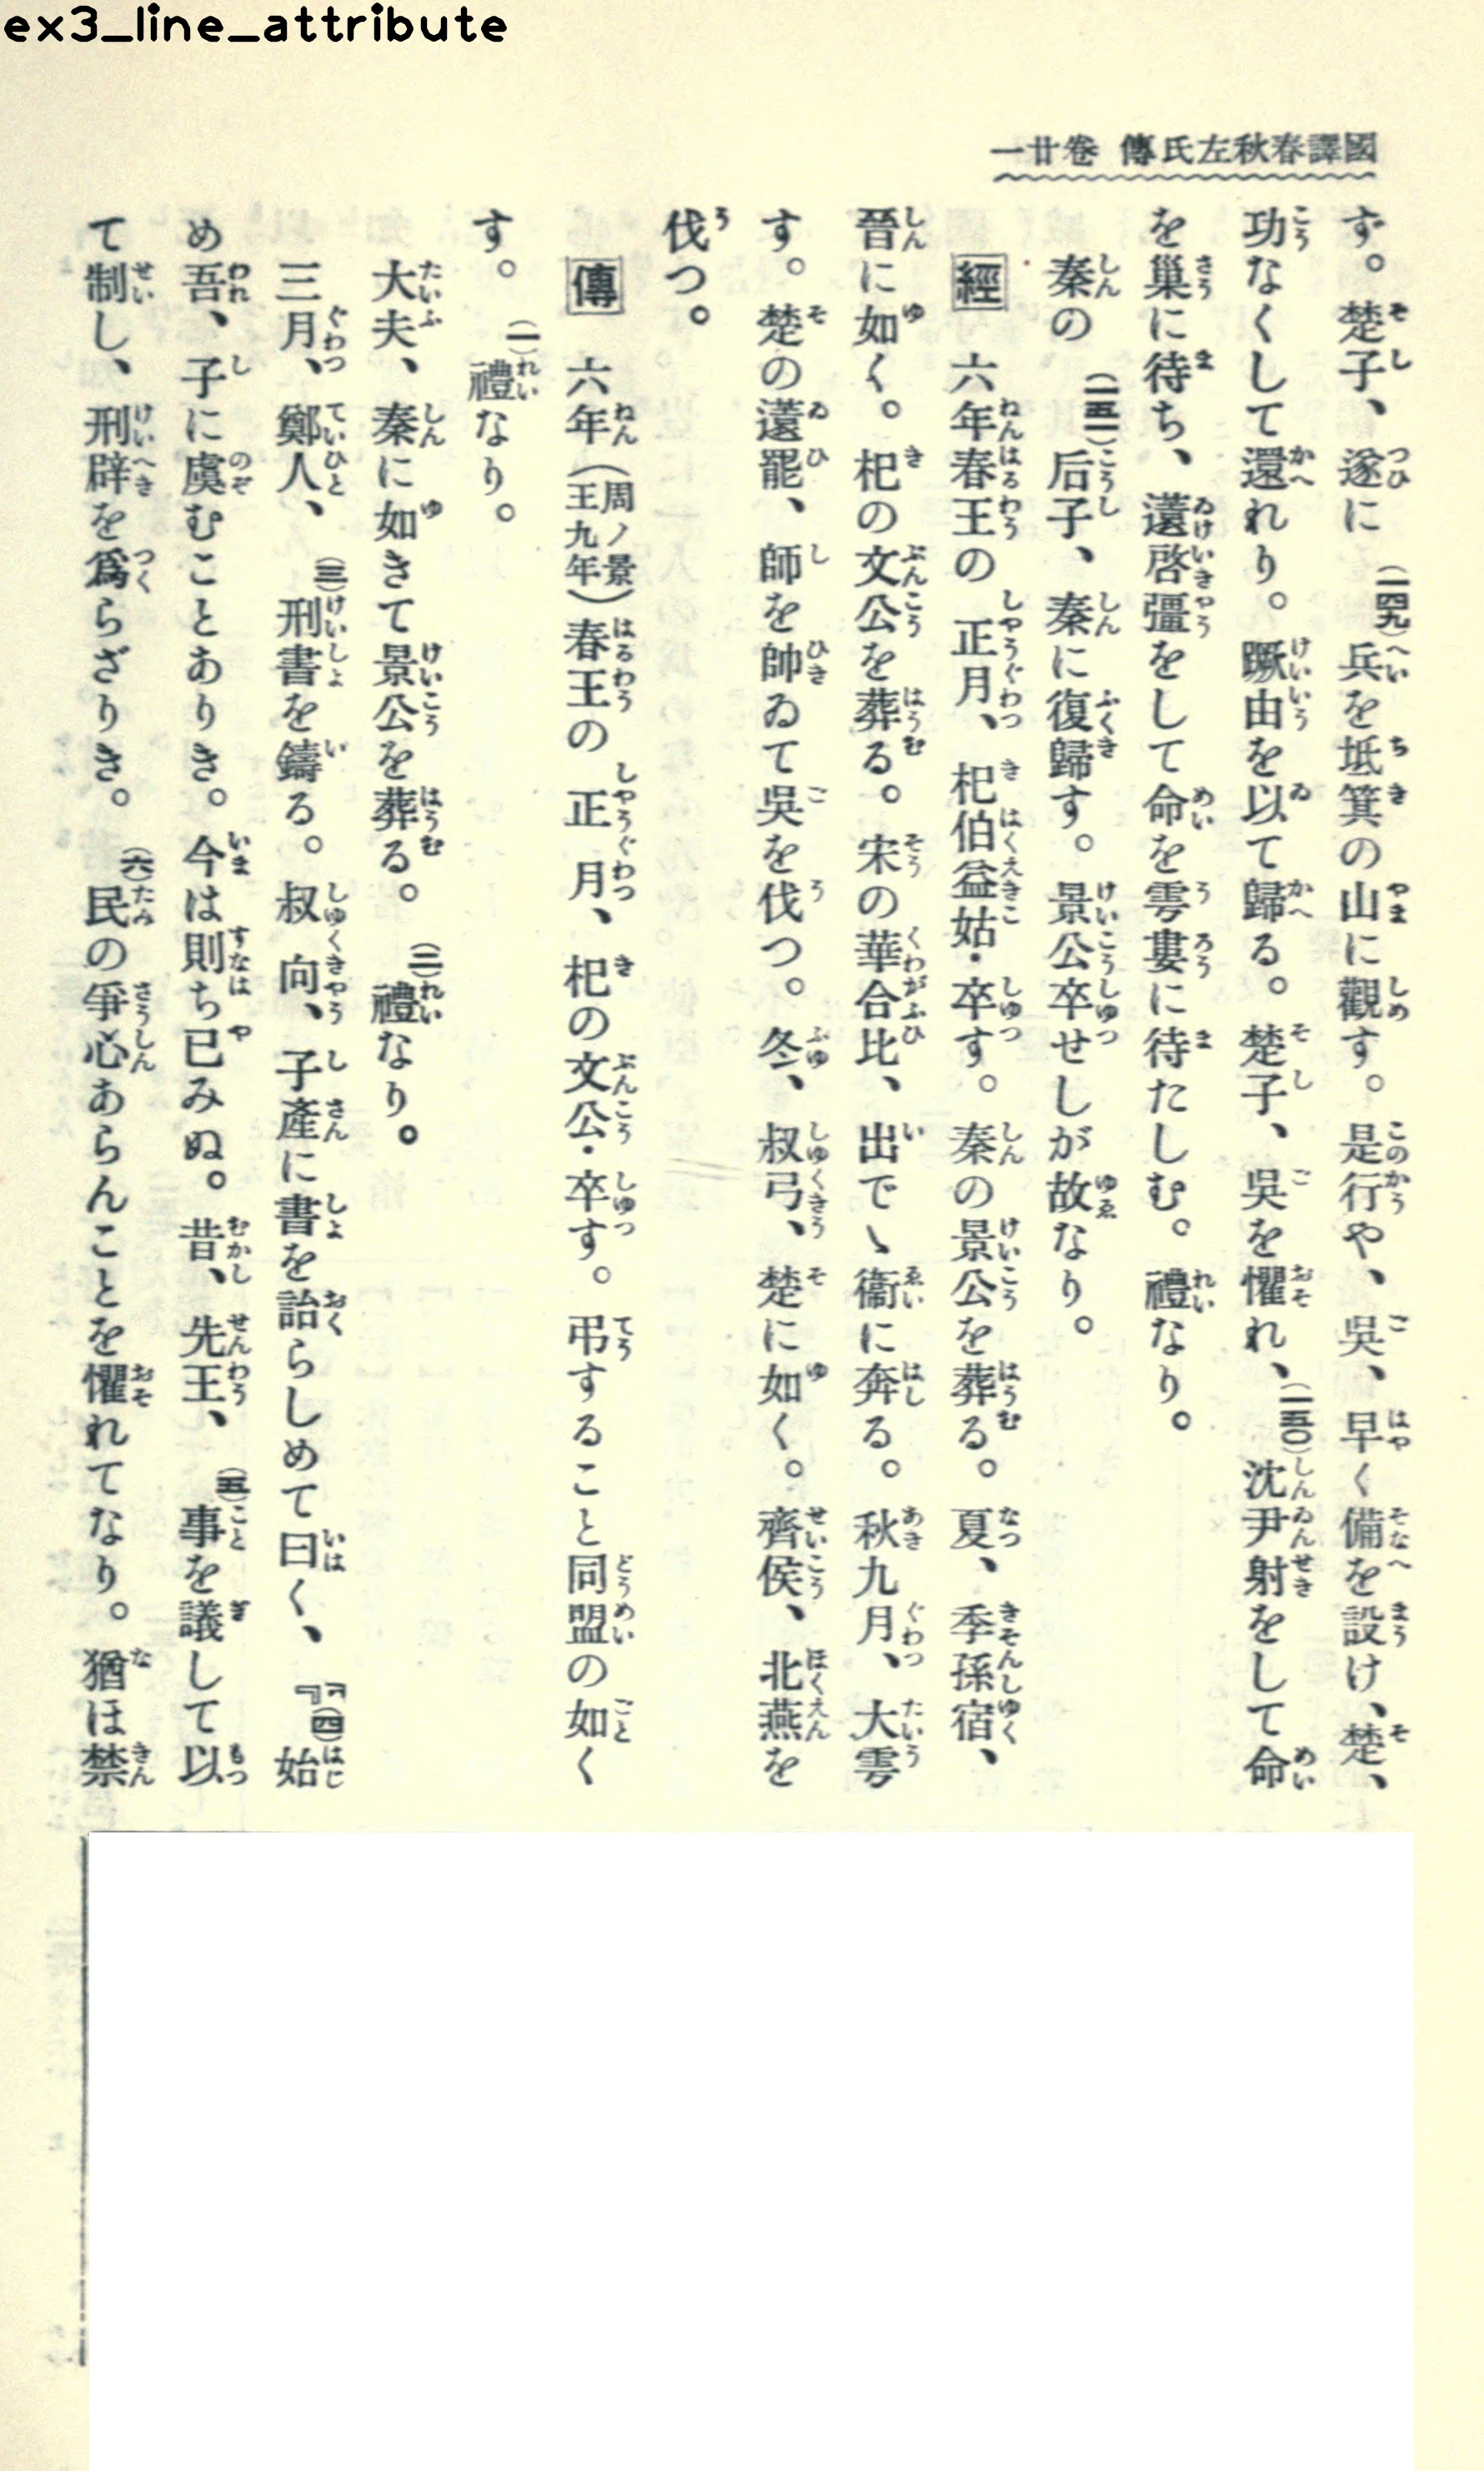 ex3_line_attribute
國譯春秋左氏傳 卷廿一
ず。楚子、遂に(一四九)兵を坻箕の山に觀す。是行や、吳、早く備を設け、楚、
功なくして還れり。蹶由を以て歸る。楚子、吳を懼れ、(一五〇)沈尹射をして命
を巢に待ち、薳啓彊をして命を雩婁に待たしむ。禮なり。
秦の(一五一)后子、秦に復歸す。景公卒せしが故なり。
經 六年春王の正月、杞伯益姑・卒す。秦の景公を葬る。夏、季孫宿、
晉に如く。杞の文公を葬る。宋の華合比、出でゝ衞に奔る。秋九月、大雩
す。楚の薳罷、師を帥ゐて吳を伐つ。冬、叔弓、楚に如く。齊侯、北燕を
伐つ。
傳 六年(周ノ景王九年)春王の正月、杞の文公・卒す。弔すること同盟の如く
す。(一)禮なり。
大夫、秦に如きて景公を葬る。(二)禮なり。
三月、鄭人、(三)刑書を鑄る。叔向、子產に書を詒らしめて曰く、『(四)始
め吾、子に虞むことありき。今は則ち已みぬ。昔、先王、(五)事を議して以
て制し、刑辟を爲らざりき。(六)民の爭心あらんことを懼れてなり。猶ほ禁